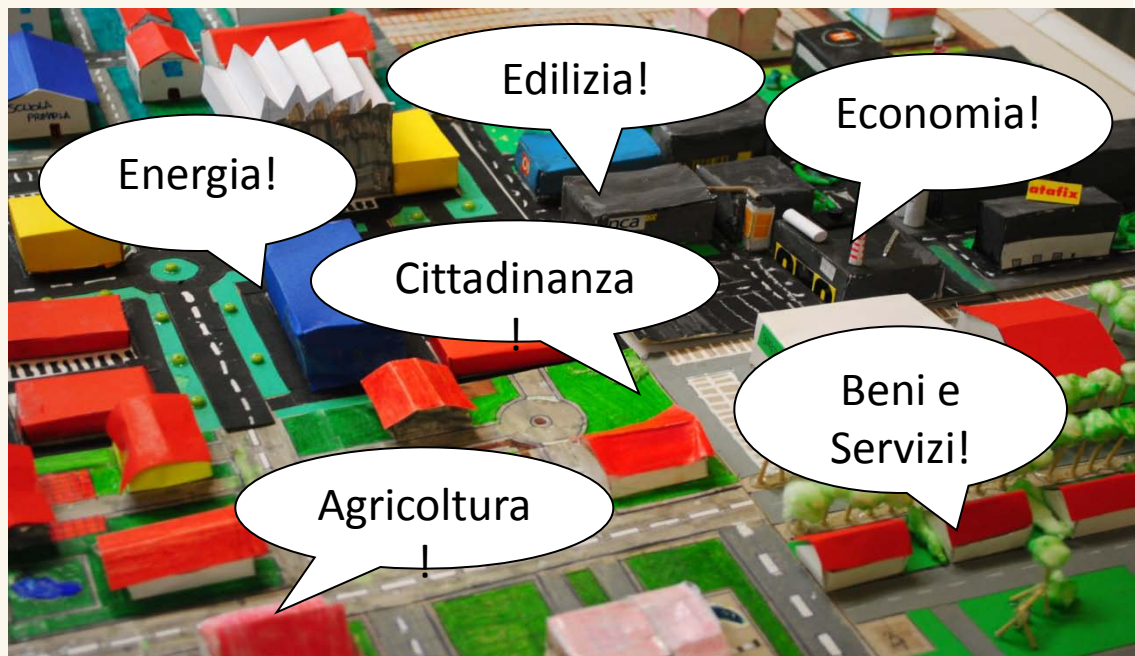 Edilizia!
Economia!
Energia!
SCUOLA
PRIMARIA
Cittadinanza
!
atafix
Beni e
Servizi!
Agricoltura
!